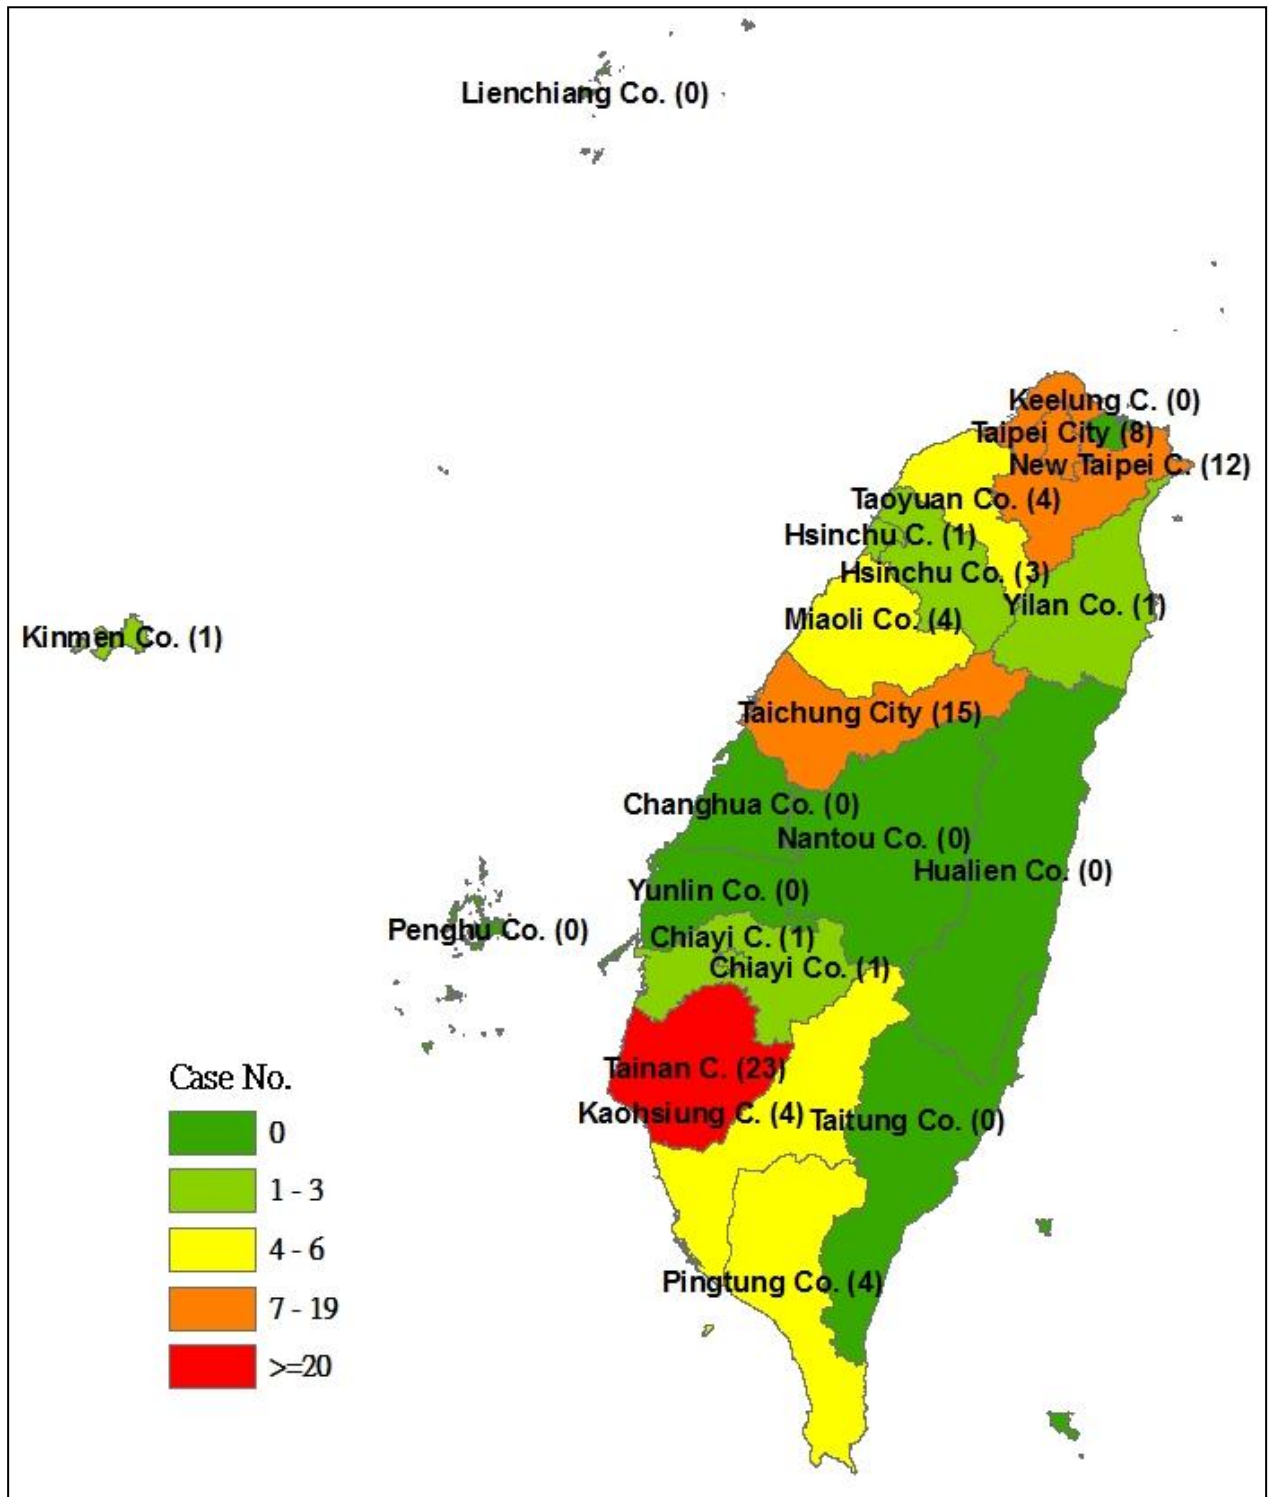 Lienchiang Co. (0)
Keelung C. (0)
Taipei City (8)
New Taipei C. (12)
Taoyuan Co. (4)
Hsinchu C. (1)
Hsinchu Co. (3)
Yilan Co. (1)
Miaoli Co. (4)
Kinmen Co. (1)
Taichung City (15)
Changhua Co. (0)
Nantou Co. (0)
Hualien Co. (0)
Yunlin Co. (0)
Penghu Co. (0)
Chiayi C. (1)
Chiayi Co. (1)
Tainan C. (23)
Kaohsiung C. (4)
Taitung Co. (0)
Pingtung Co. (4)
Case No.
0
1 - 3
4 - 6
7 - 19
>=20